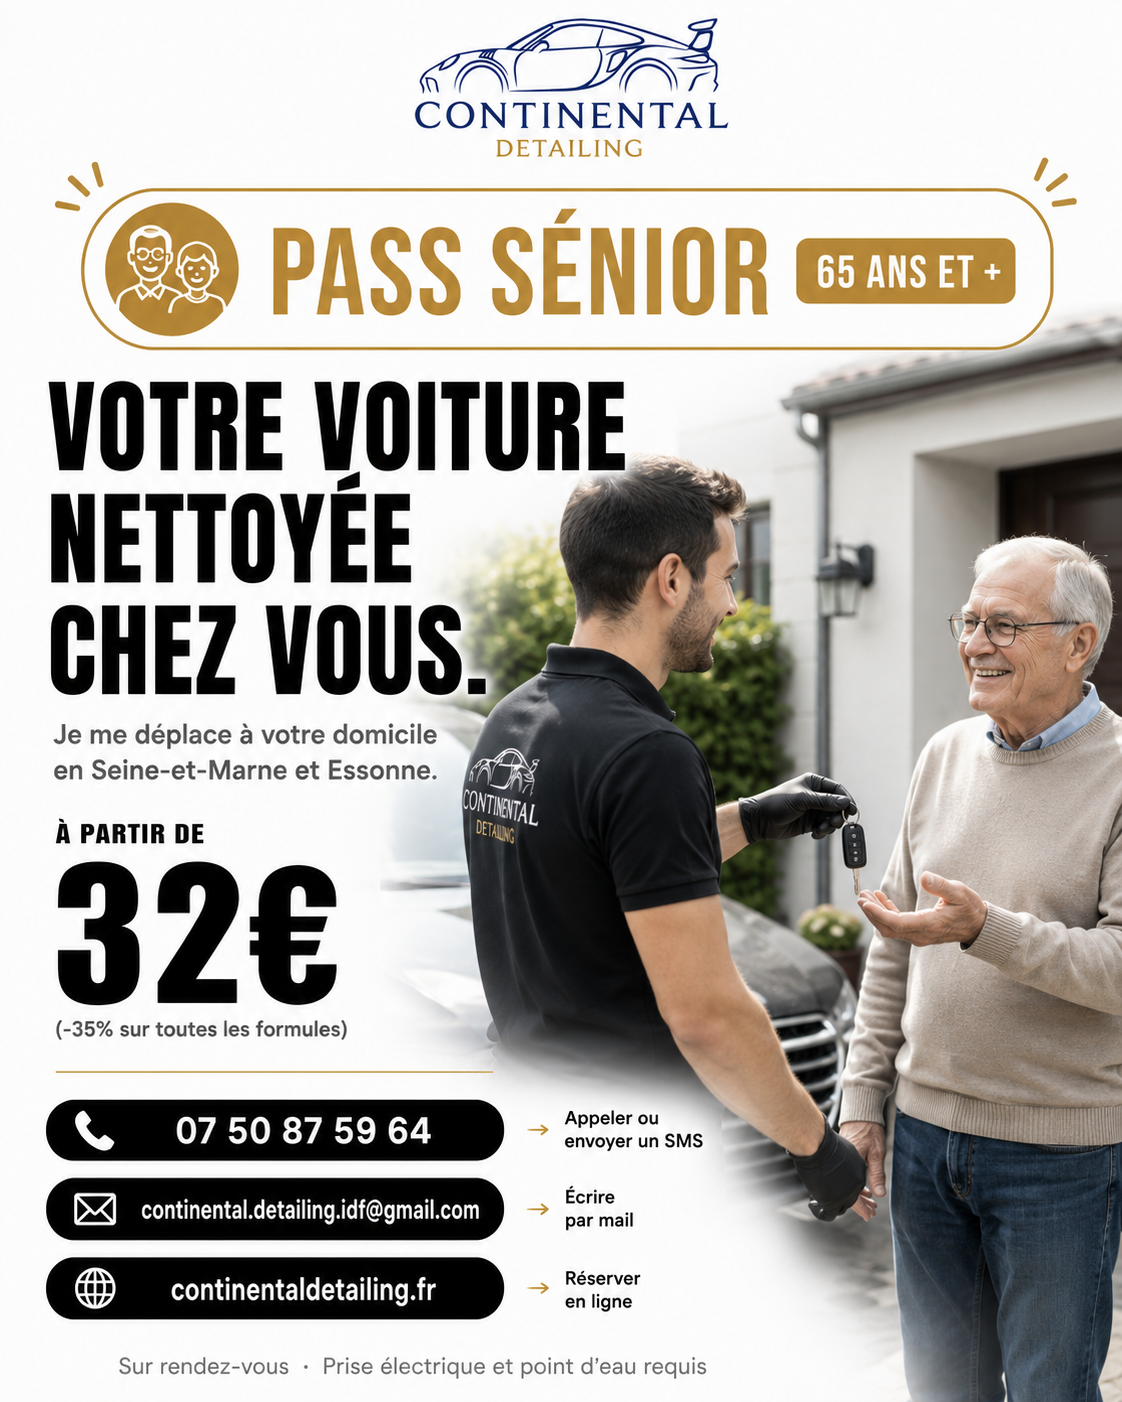 CONTINENTAL
DETAILING
PASS SÉNIOR
65 ANS ET +
VOTRE VOITURE
NETTOYÉE
CHEZ VOUS.
Je me déplace à votre domicile
en Seine-et-Marne et Essonne.
CONTINENTAL
DETAILING
À PARTIR DE
32€
(-35% sur toutes les formules)
07 50 87 59 64
Appeler ou
envoyer un SMS
continental.detailing.idf@gmail.com
Écrire
par mail
continentaldetailing.fr
Réserver
en ligne
Sur rendez-vous · Prise électrique et point d'eau requis